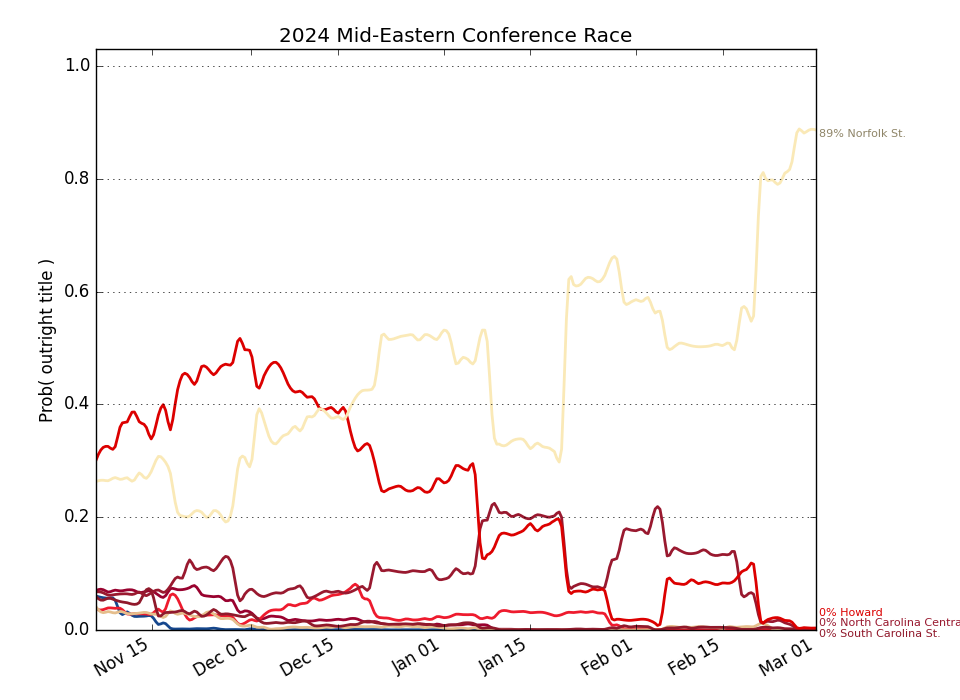 2024 Mid-Eastern Conference Race
Prob( outright title )
1.0
0.8
0.6
0.4
0.2
0.0
89% Norfolk St.
0% Howard
0% North Carolina Centra
0% South Carolina St.
Nov 15
Dec 01
Dec 15
Jan 01
Jan 15
Feb 01
Feb 15
Mar 01